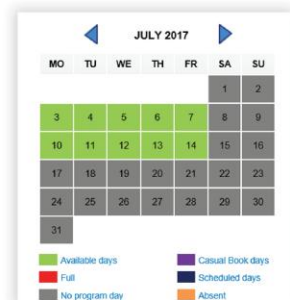 JULY 2017
MO TU WE TH FR SA SU
1 2
3 4 5 6 7 8 9
10 11 12 13 14 15 16
17 18 19 20 21 22 23
24 25 26 27 28 29 30
31
Available days Casual Book days
Full Scheduled days
No program day Absent